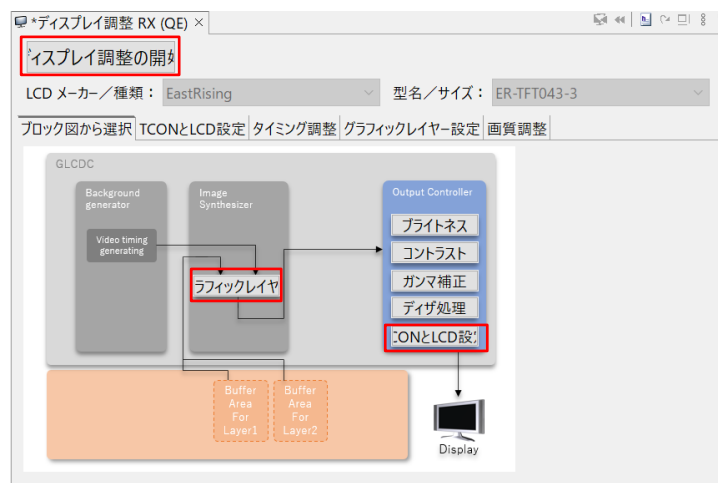 *ディスプレイ調整 RX (QE) ×
ィスプレイ調整の開
LCD メーカー／種類： EastRising 型名／サイズ： ER-TFT043-3
ブロック図から選択 TCONとLCD設定 タイミング調整 グラフィックレイヤー設定 画質調整
GLCDC
Background
generator
Image
Synthesizer
Output Controller
Video timing
generating
ブライトネス
コントラスト
ガンマ補正
ディザ処理
ラフィックレイヤ
CONとLCD設
Buffer
Area
For
Layer1
Buffer
Area
For
Layer2
Display